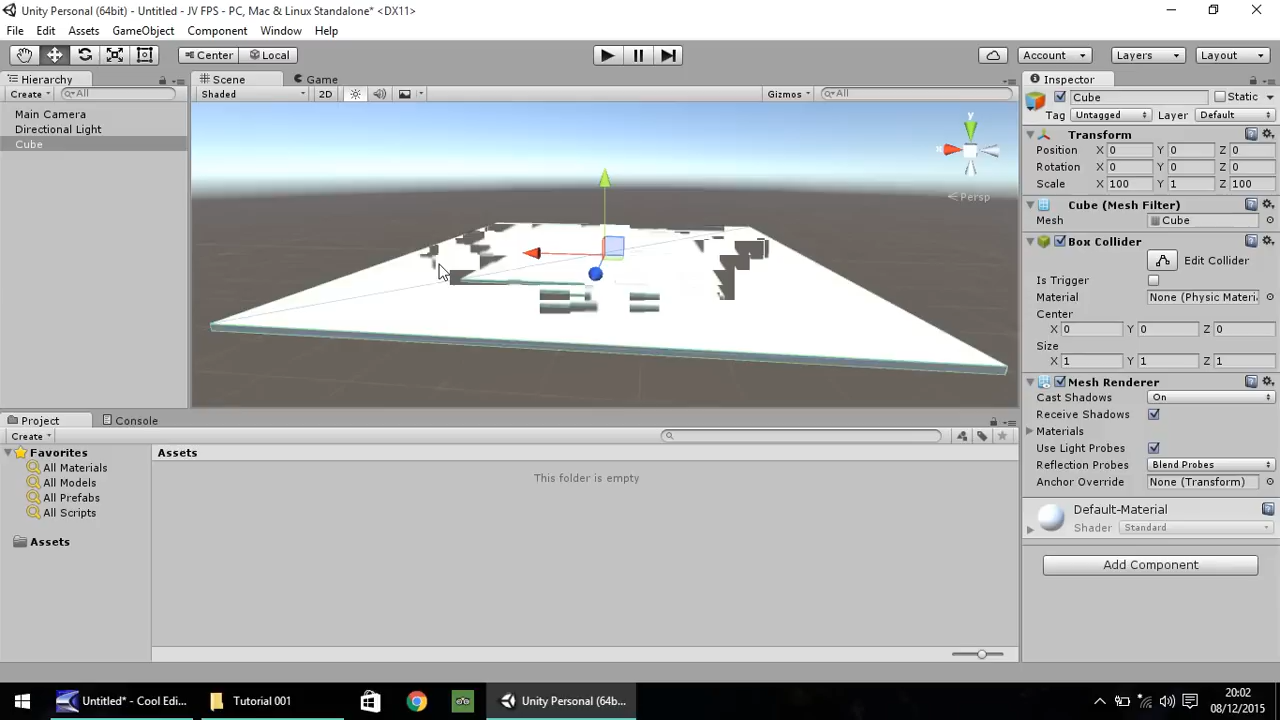 Unity Personal (64bit) - Untitled - JV FPS - PC, Mac & Linux Standalone* <DX11>
File Edit Assets GameObject Component Window Help
Center Local Account Layers Layout
Hierarchy Scene Game Inspector
Create All Shaded 2D Gizmos All Cube Static
Tag Untagged Layer Default
Main Camera
Directional Light
Cube
y
x
Persp
Transform
Position X 0 Y 0 Z 0
Rotation X 0 Y 0 Z 0
Scale X 100 Y 1 Z 100
Cube (Mesh Filter)
Mesh Cube
Box Collider
Edit Collider
Is Trigger
Material None (Physic Materi
Center
X 0 Y 0 Z 0
Size
X 1 Y 1 Z 1
Mesh Renderer
Cast Shadows On
Receive Shadows
Materials
Use Light Probes
Reflection Probes Blend Probes
Anchor Override None (Transform)
Default-Material
Shader Standard
Add Component
Project Console
Create
Favorites
All Materials
All Models
All Prefabs
All Scripts
Assets
Assets
This folder is empty
Untitled* - Cool Edi... Tutorial 001 Unity Personal (64b...
20:02
08/12/2015